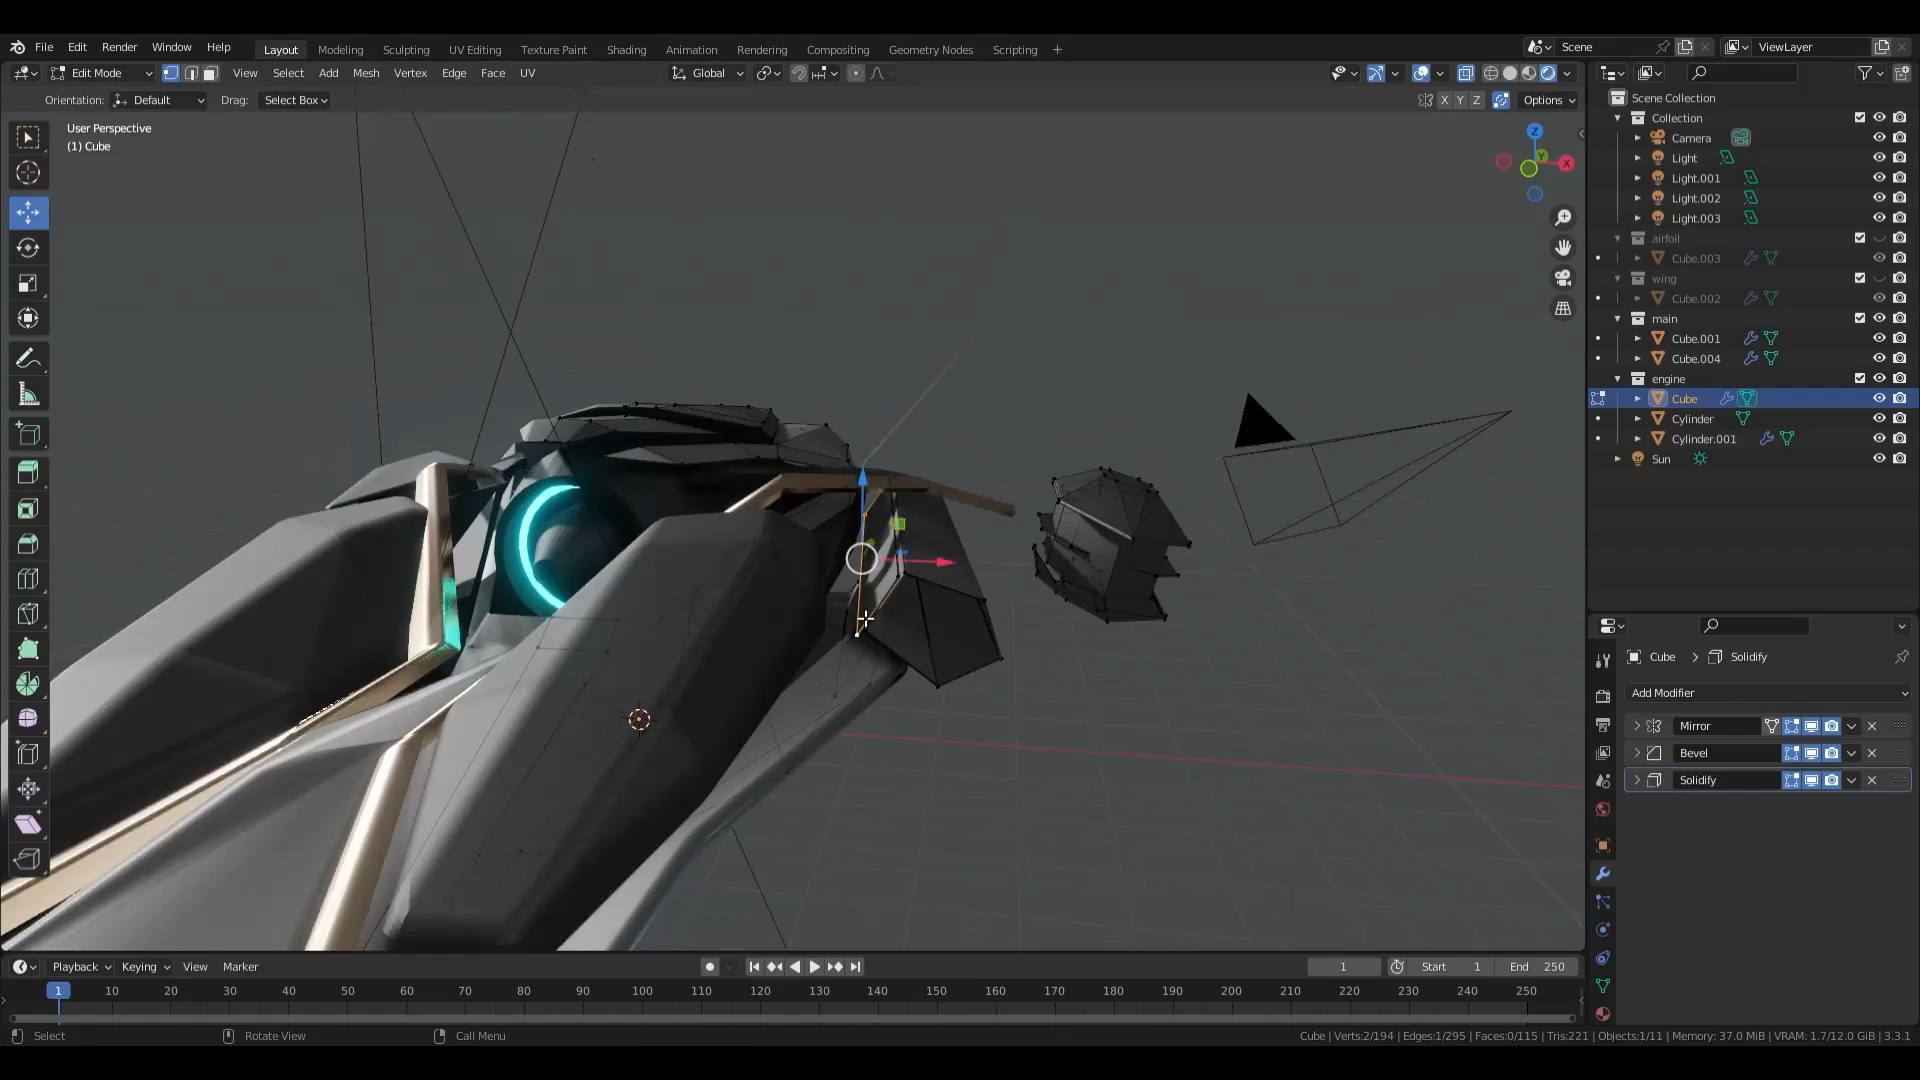 File Edit Render Window Help Layout Modeling Sculpting UV Editing Texture Paint Shading Animation Rendering Compositing Geometry Nodes Scripting + Scene ViewLayer
Edit Mode View Select Add Mesh Vertex Edge Face UV Global
Orientation: Default Drag: Select Box X Y Z Options
User Perspective
(1) Cube
Z
Y
X
Scene Collection
Collection
Camera
Light
Light.001
Light.002
Light.003
airfoil
Cube.003
wing
Cube.002
main
Cube.001
Cube.004
engine
Cube
Cylinder
Cylinder.001
Sun
Cube > Solidify
Add Modifier
Mirror
Bevel
Solidify
Playback Keying View Marker 1 Start 1 End 250
1 10 20 30 40 50 60 70 80 90 100 110 120 130 140 150 160 170 180 190 200 210 220 230 240 250
Select Rotate View Call Menu Cube | Verts:2/194 | Edges:1/295 | Faces:0/115 | Tris:221 | Objects:1/11 | Memory: 37.0 MiB | VRAM: 1.7/12.0 GiB | 3.3.1